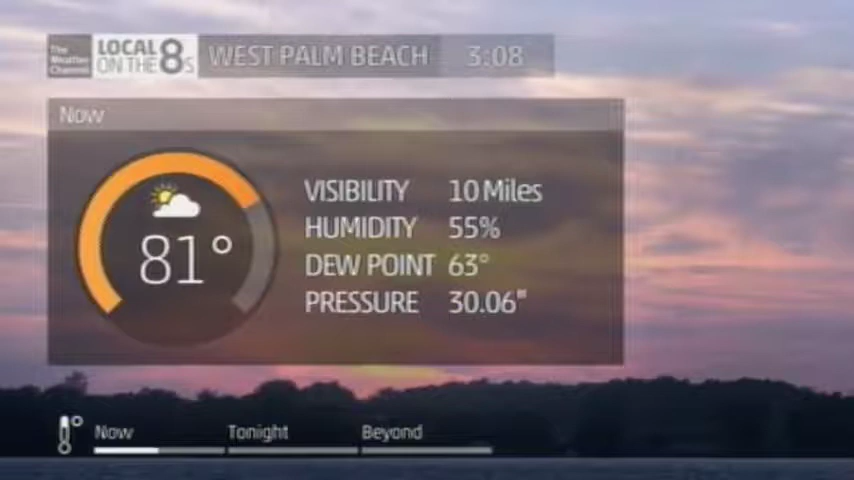 The Weather Channel LOCAL ON THE 8s WEST PALM BEACH 3:08
Now
81°
VISIBILITY 10 Miles
HUMIDITY 55%
DEW POINT 63°
PRESSURE 30.06"
Now Tonight Beyond